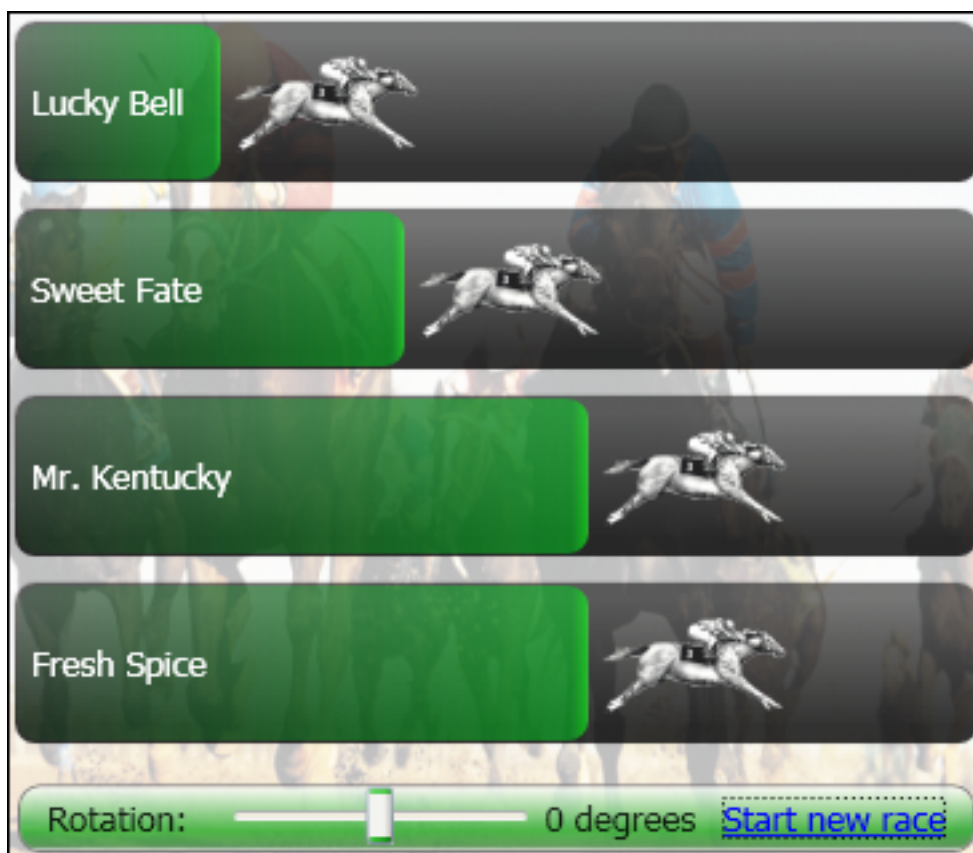 Lucky Bell
Sweet Fate
Mr. Kentucky
Fresh Spice
Rotation: 0 degrees Start new race